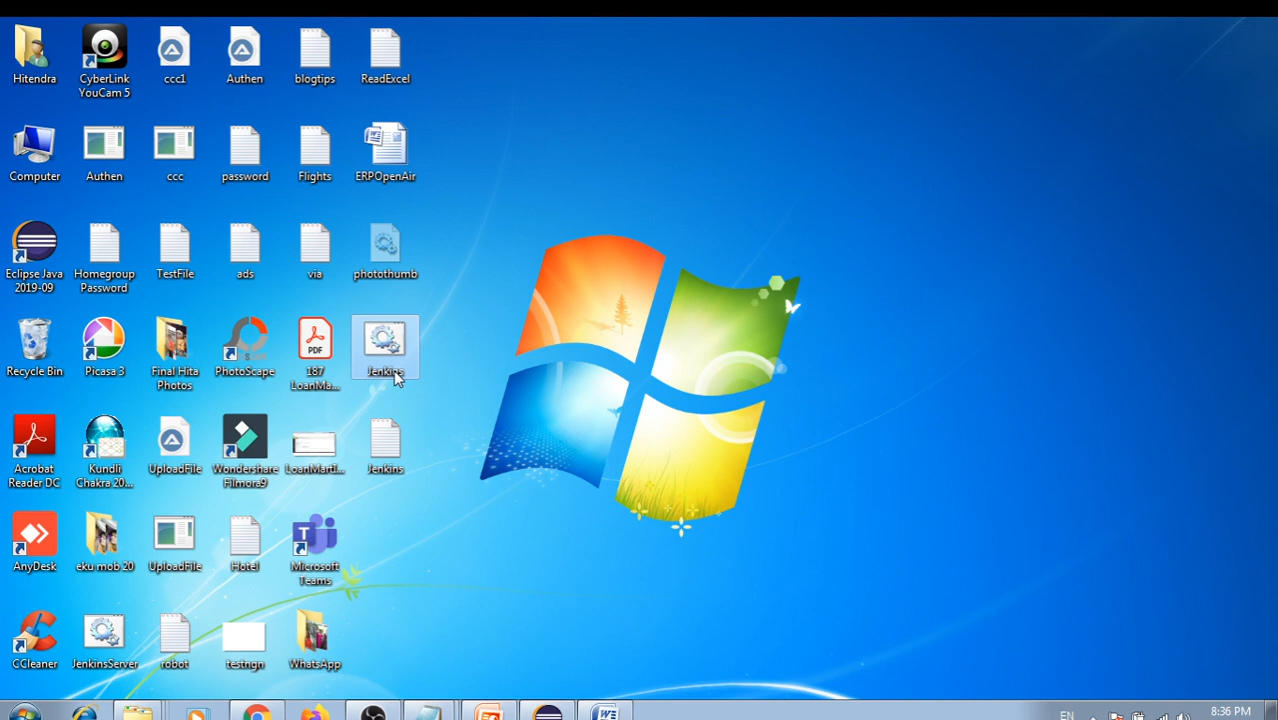 Hitendra
CyberLink
YouCam 5
ccc1
Authen
blogtips
ReadExcel
Computer
Authen
ccc
password
Flights
ERPOpenAir
Eclipse Java
2019-09
Homegroup
Password
TestFile
ads
via
photothumb
Recycle Bin
Picasa 3
Final Hita
Photos
PhotoScape
PDF
187
LoanMa...
Jenkins
Acrobat
Reader DC
Kundli
Chakra 20...
UploadFile
Wondershare
Filmora9
LoanMartI...
Jenkins
AnyDesk
eku mob 20
UploadFile
Hotel
Microsoft
Teams
CCleaner
JenkinsServer
robot
testngn
WhatsApp
EN
8:36 PM